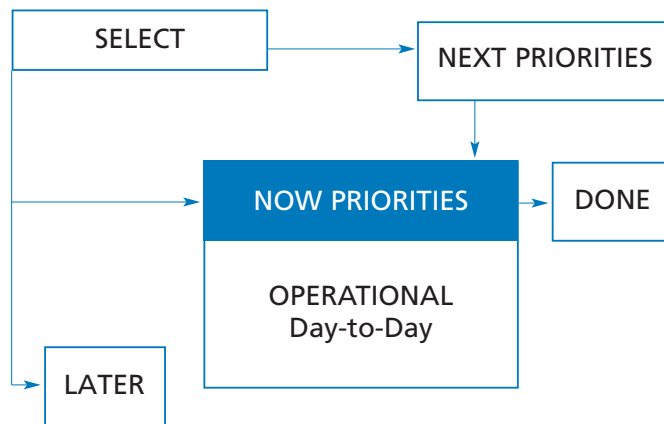 SELECT
NEXT PRIORITIES
NOW PRIORITIES
DONE
OPERATIONAL
Day-to-Day
LATER